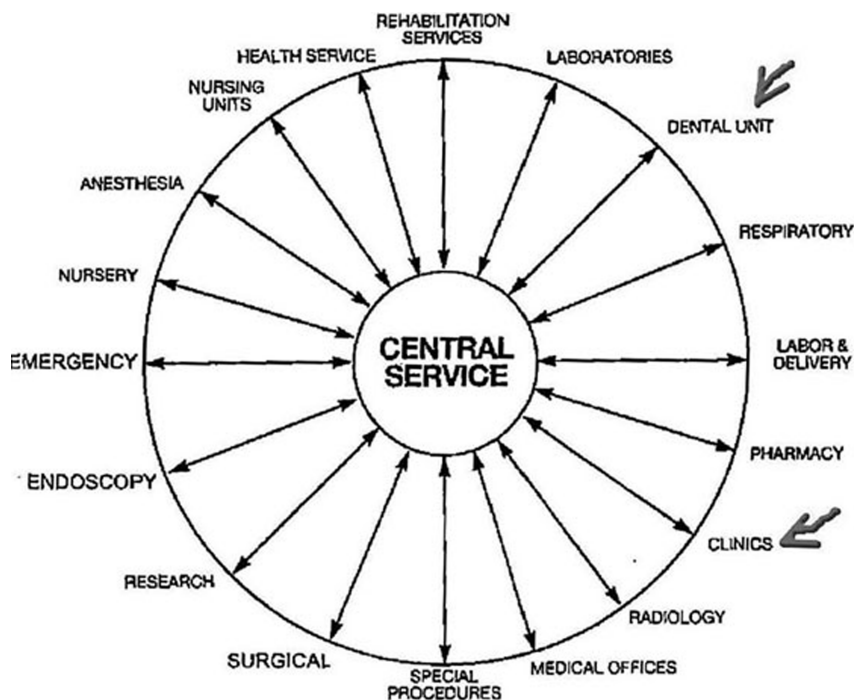 REHABILITATION
SERVICES
HEALTH SERVICE
LABORATORIES
NURSING
UNITS
DENTAL UNIT
ANESTHESIA
RESPIRATORY
NURSERY
CENTRAL
SERVICE
EMERGENCY
LABOR &
DELIVERY
PHARMACY
ENDOSCOPY
CLINICS
RESEARCH
RADIOLOGY
SURGICAL
MEDICAL OFFICES
SPECIAL
PROCEDURES